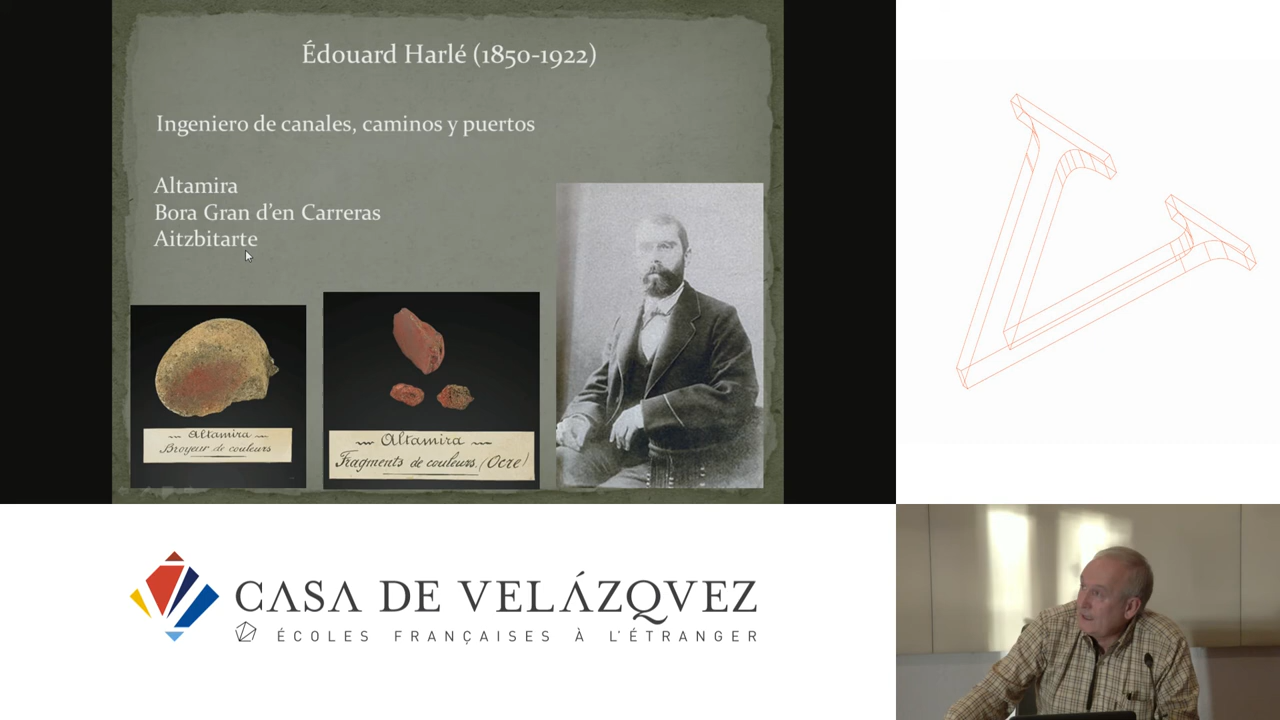 Édouard Harlé (1850-1922)
Ingeniero de canales, caminos y puertos
Altamira
Bora Gran d'en Carreras
Aitzbitarte
Altamira
Broyeur de couleurs
Altamira
Fragments de couleurs. (Ocre)
CASA DE VELÁZQVEZ
ÉCOLES FRANÇAISES À L'ÉTRANGER